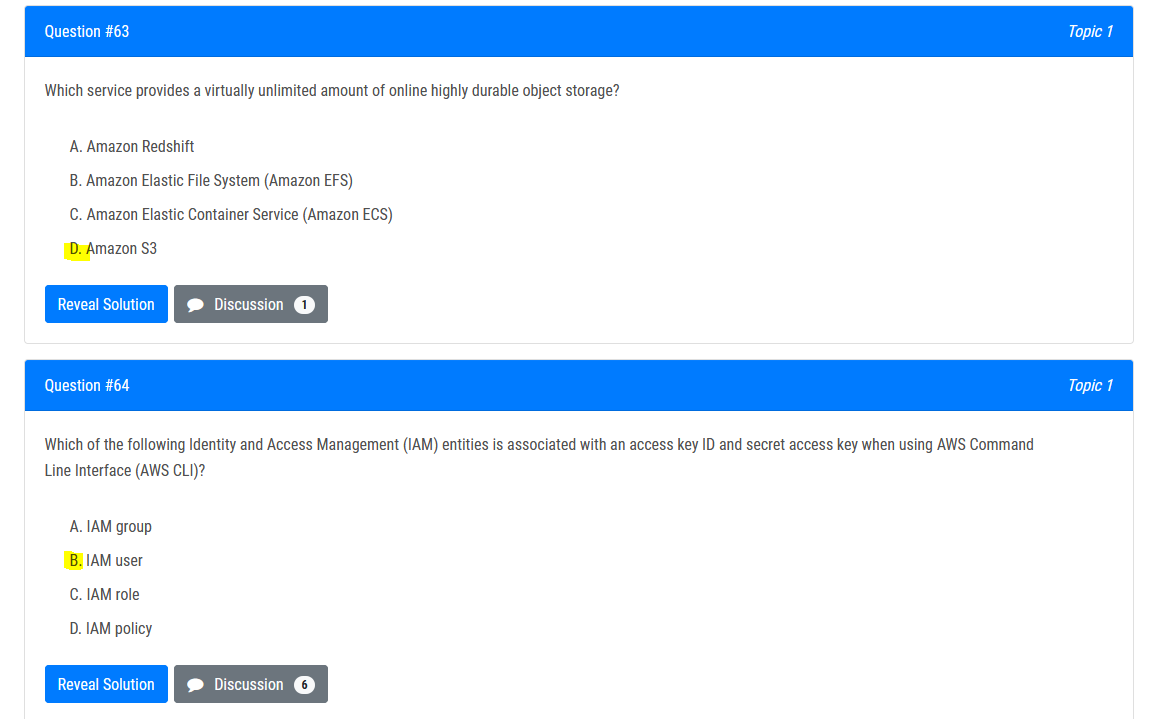 Question #63
Topic 1
Which service provides a virtually unlimited amount of online highly durable object storage?
A. Amazon Redshift
B. Amazon Elastic File System (Amazon EFS)
C. Amazon Elastic Container Service (Amazon ECS)
D. Amazon S3
Reveal Solution
Discussion 1
Question #64
Topic 1
Which of the following Identity and Access Management (IAM) entities is associated with an access key ID and secret access key when using AWS Command
Line Interface (AWS CLI)?
A. IAM group
B. IAM user
C. IAM role
D. IAM policy
Reveal Solution
Discussion 6